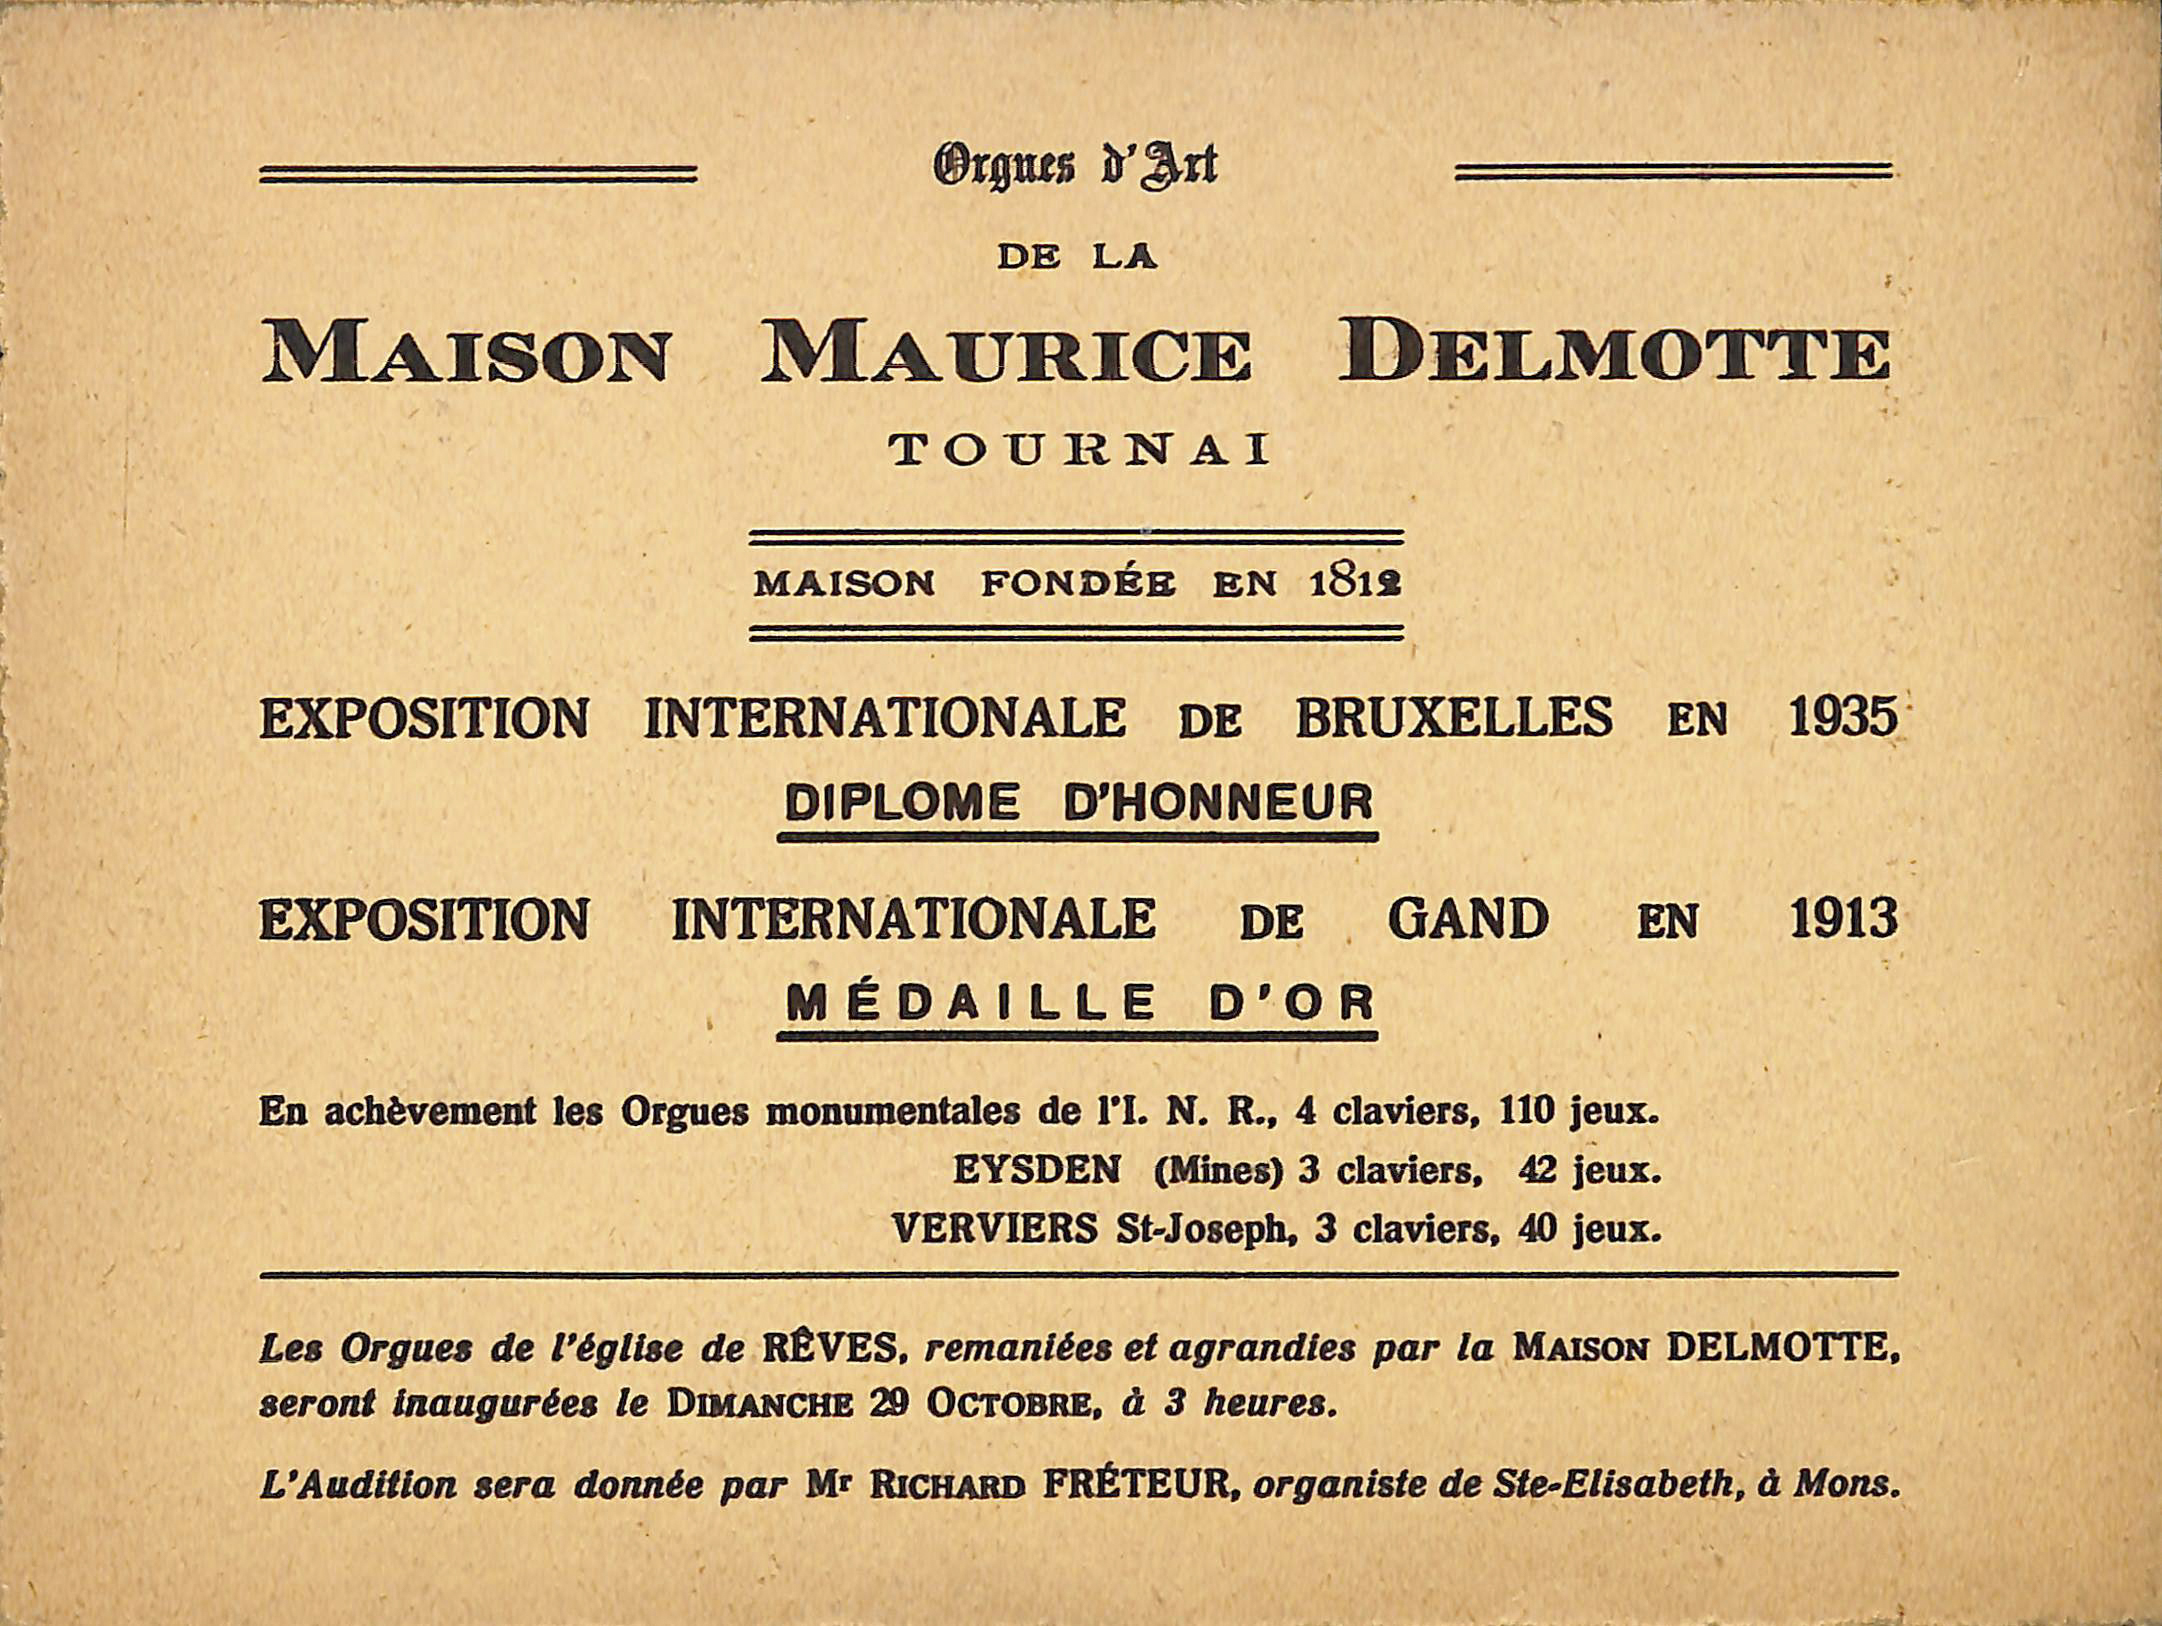 Orgues d'Art
DE LA
MAISON MAURICE DELMOTTE
TOURNAI
MAISON FONDÉE EN 1812
EXPOSITION INTERNATIONALE DE BRUXELLES EN 1935
DIPLOME D'HONNEUR
EXPOSITION INTERNATIONALE DE GAND EN 1913
MÉDAILLE D'OR
En achèvement les Orgues monumentales de l'I. N. R., 4 claviers, 110 jeux.
EYSDEN (Mines) 3 claviers, 42 jeux.
VERVIERS St-Joseph, 3 claviers, 40 jeux.
Les Orgues de l'église de RÊVES, remaniées et agrandies par la MAISON DELMOTTE,
seront inaugurées le DIMANCHE 29 OCTOBRE, à 3 heures.
L'Audition sera donnée par Mr RICHARD FRÉTEUR, organiste de Ste-Elisabeth, à Mons.